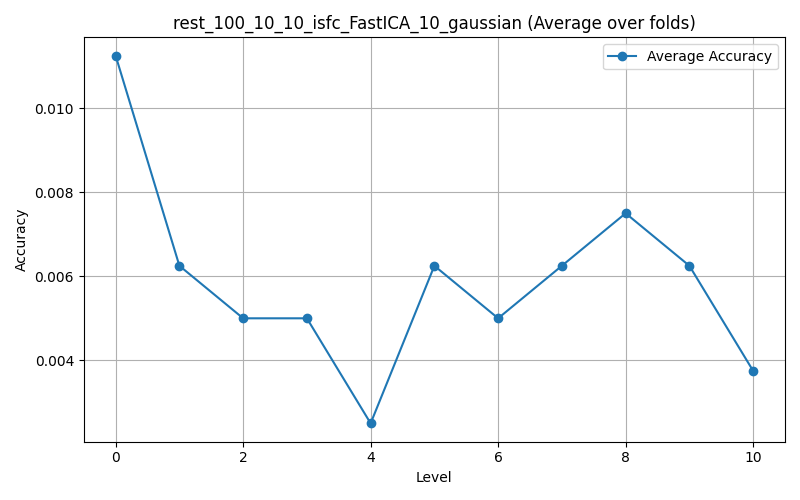 rest_100_10_10_isfc_FastICA_10_gaussian (Average over folds)
Average Accuracy
0.010
0.008
0.006
0.004
Accuracy
0 2 4 6 8 10
Level